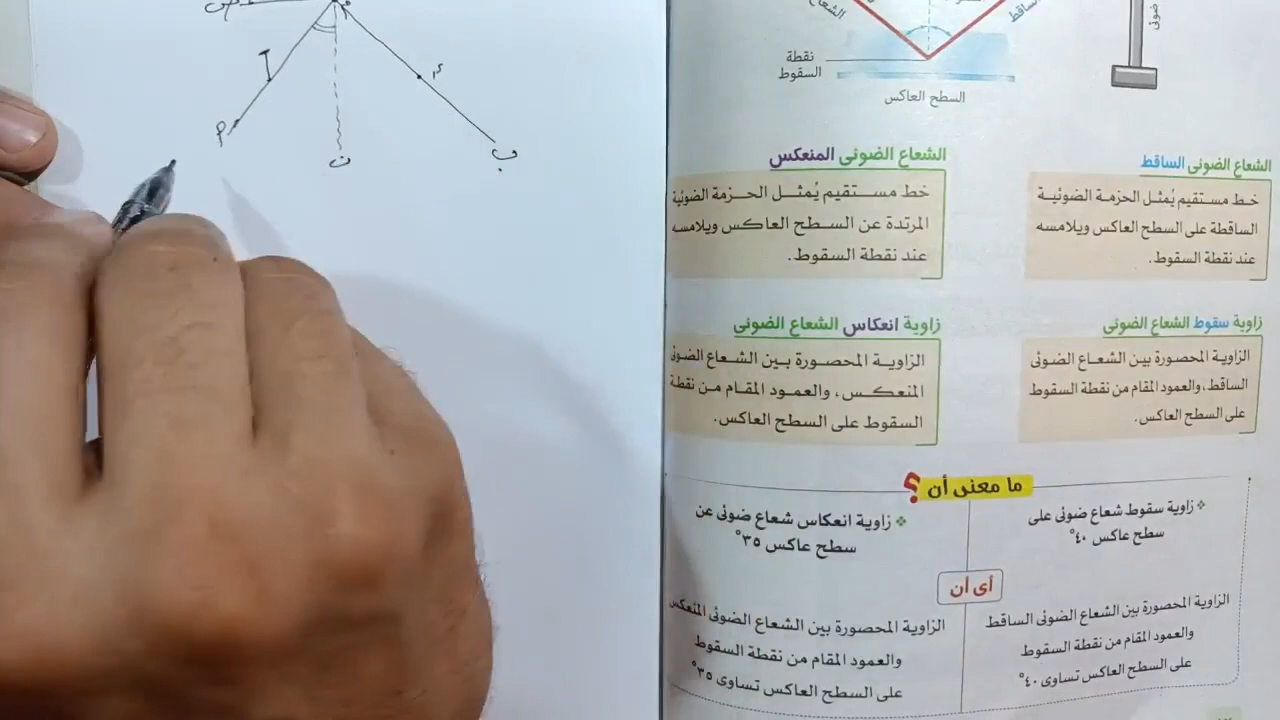 الشعاع
الساقط
ضوئى
نقطة
السقوط
السطح العاكس
الشعاع الضوئى الساقط
خط مستقيم يُمثل الحزمة الضوئية
الساقطة على السطح العاكس ويلامسه
عند نقطة السقوط.
الشعاع الضوئى المنعكس
خط مستقيم يُمثل الحزمة الضوئية
المرتدة عن السطح العاكس ويلامسه
عند نقطة السقوط.
زاوية سقوط الشعاع الضوئى
الزاوية المحصورة بين الشعاع الضوئى
الساقط، والعمود المقام من نقطة السقوط
على السطح العاكس.
زاوية انعكاس الشعاع الضوئى
الزاوية المحصورة بين الشعاع الضوئى
المنعكس، والعمود المقام من نقطة
السقوط على السطح العاكس.
ما معنى أن ؟
❖ زاوية سقوط شعاع ضوئى على
سطح عاكس ٤٠°
❖ زاوية انعكاس شعاع ضوئى عن
سطح عاكس ٣٥°
أى أن
الزاوية المحصورة بين الشعاع الضوئى الساقط
والعمود المقام من نقطة السقوط
على السطح العاكس تساوى ٤٠°
الزاوية المحصورة بين الشعاع الضوئى المنعكس
والعمود المقام من نقطة السقوط
على السطح العاكس تساوى ٣٥°
م
ن
ب